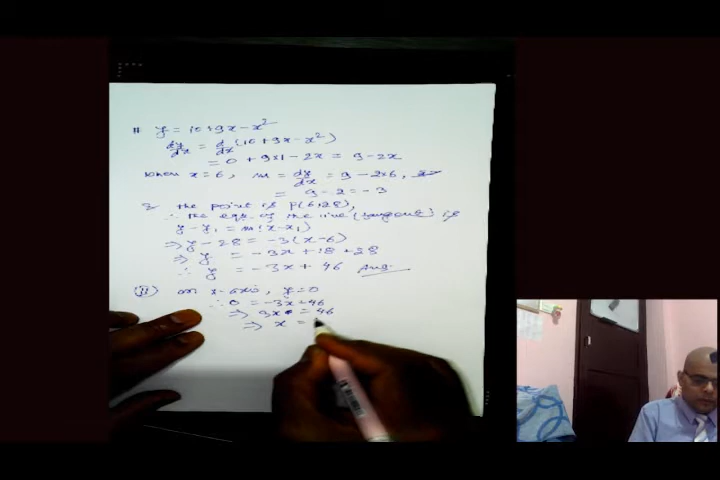 11 y = 10+9x-x²
dy/dx = d/dx (10 + 9x - x²)
= 0 + 9×1 - 2x = 9-2x
when x=6, m = dy/dx = 9 - 2×6,
= 9-2 = -3
& the point is P(6,28),
∴ the eqn of the line (tangent) is
y-y₁ = m(x-x₁)
⇒ y-28 = -3(x-6)
⇒ y = -3x+18+28
∴ y = -3x+46 Ans.
(ii) on x-axis, y=0
∴ 0 = -3x+46
⇒ 3x = 46
⇒ x =